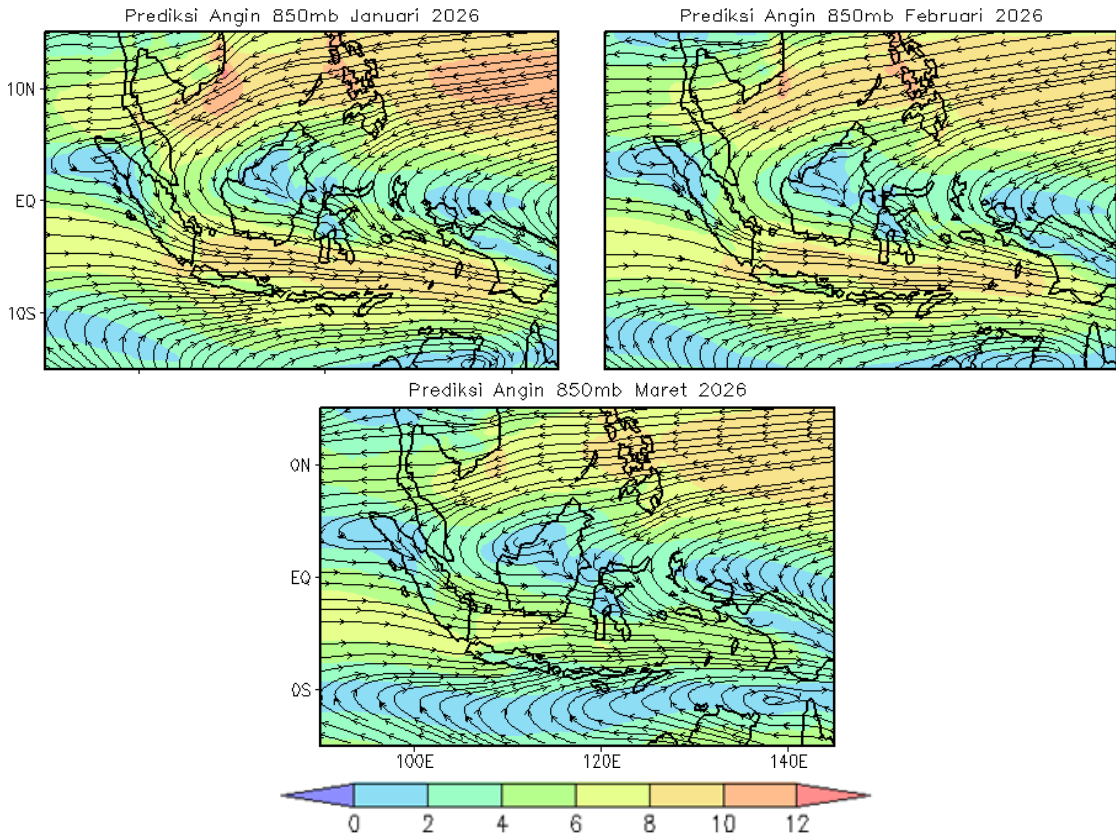 Prediksi Angin 850mb Januari 2026
Prediksi Angin 850mb Februari 2026
10N
EQ
10S
Prediksi Angin 850mb Maret 2026
0N
EQ
0S
100E 120E 140E
0 2 4 6 8 10 12